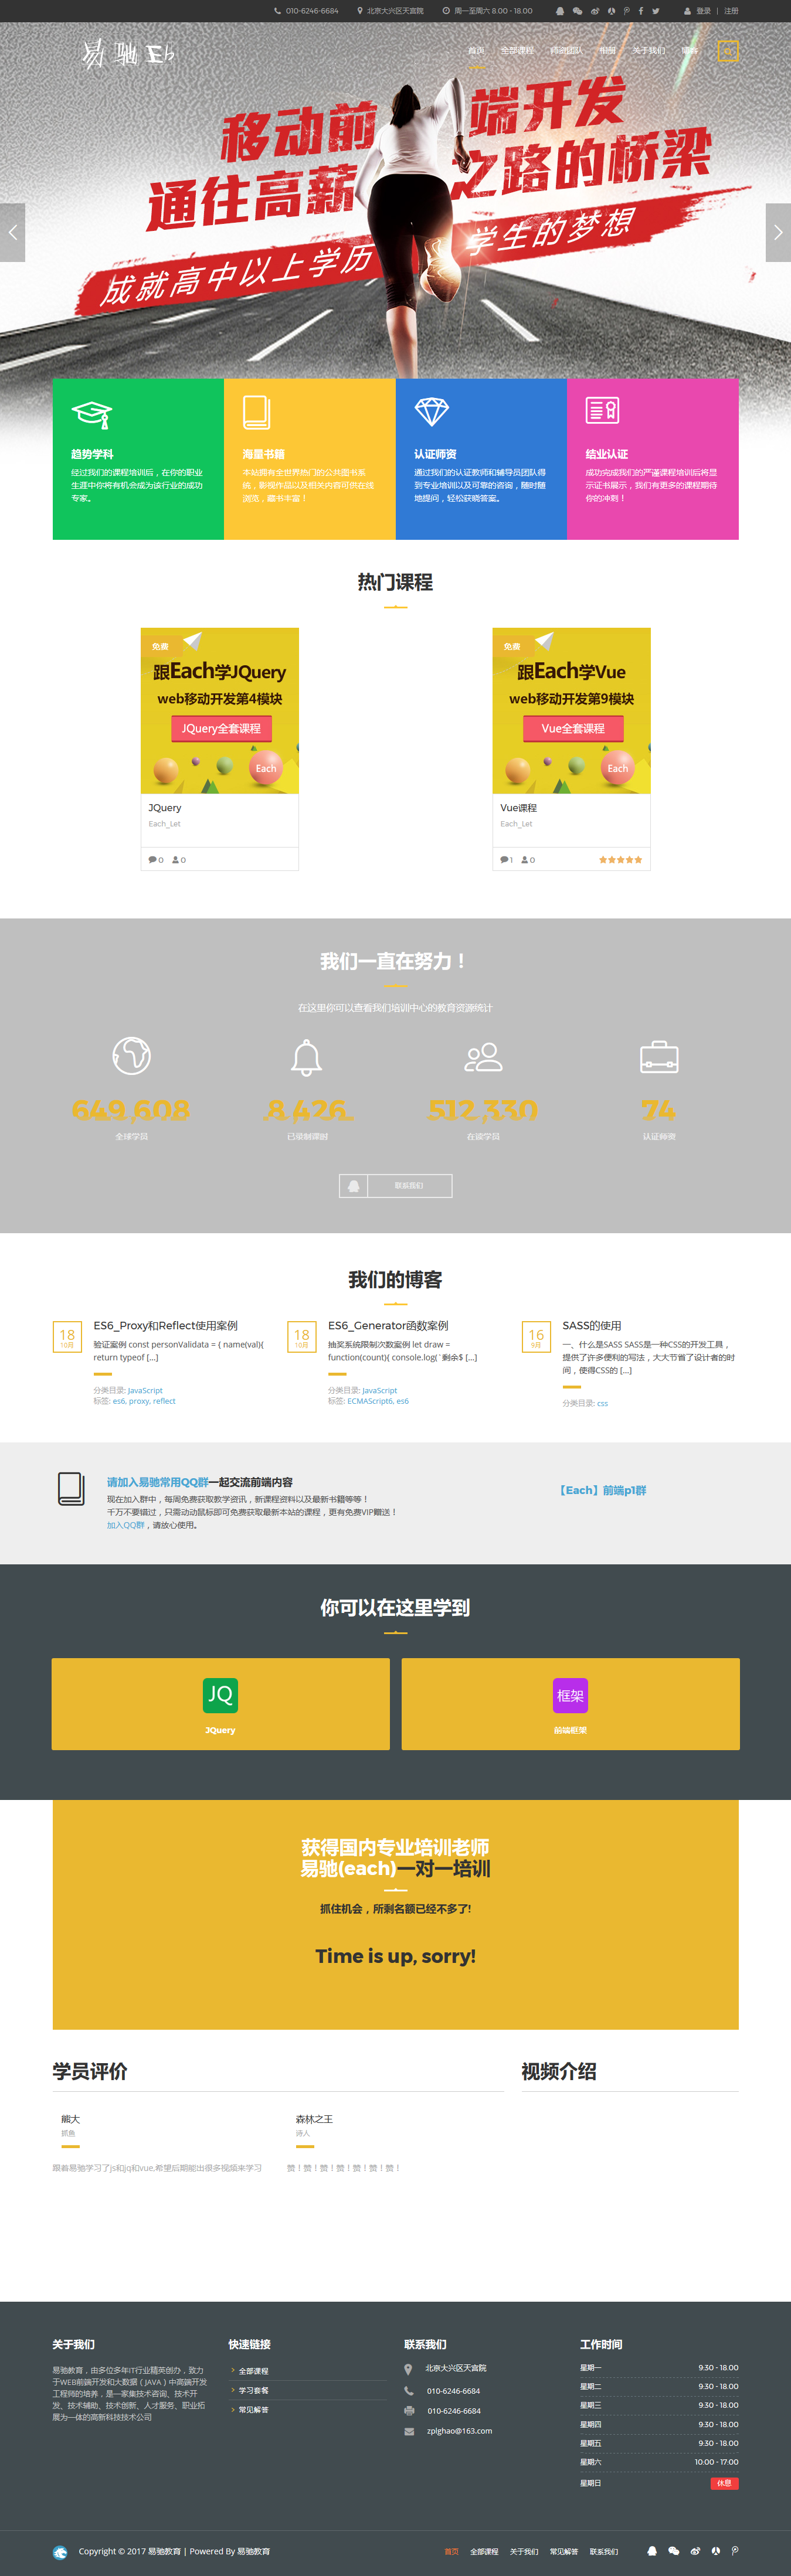 010-6246-6684
北京大兴区天宫院
周一至周六 8.00 - 18.00
登录 | 注册
易驰
首页 全部课程 师资团队 相册 关于我们 博客
移动前端开发
通往高薪之路的桥梁
成就高中以上学历学生的梦想
趋势学科
经过我们的课程培训后，在你的职业
生涯中你将有机会成为该行业的成功
专家。
海量书籍
本站拥有全世界热门的公共图书系
统，影视作品以及相关内容可供在线
浏览，藏书丰富！
认证师资
通过我们的认证教师和辅导员团队得
到专业培训以及可靠的咨询，随时随
地提问，轻松获晓答案。
结业认证
成功完成我们的严谨课程培训后将显
示证书展示，我们有更多的课程期待
你的冲刺！
热门课程
免费
跟Each学JQuery
web移动开发第4模块
JQuery全套课程
Each
JQuery
Each_Let
0 0
免费
跟Each学Vue
web移动开发第9模块
Vue全套课程
Each
Vue课程
Each_Let
1 0
我们一直在努力！
在这里你可以查看我们培训中心的教育资源统计
649,608
全球学员
8,426
已录制课时
512,330
在读学员
74
认证师资
联系我们
我们的博客
18
10月
ES6_Proxy和Reflect使用案例
验证案例 const personValidata = { name(val){
return typeof [...]
分类目录: JavaScript
标签: es6, proxy, reflect
18
10月
ES6_Generator函数案例
抽奖系统限制次数案例 let draw =
function(count){ console.log(`剩余$ [...]
分类目录: JavaScript
标签: ECMAScript6, es6
16
9月
SASS的使用
一、什么是SASS SASS是一种CSS的开发工具，
提供了许多便利的写法，大大节省了设计者的时
间，使得CSS的 [...]
分类目录: css
请加入易驰常用QQ群一起交流前端内容
现在加入群中，每周免费获取教学资讯，新课程资料以及最新书籍等等！
千万不要错过，只需动动鼠标即可免费获取最新本站的课程，更有免费VIP赠送！
加入QQ群，请放心使用。
【Each】前端p1群
你可以在这里学到
JQ
JQuery
框架
前端框架
获得国内专业培训老师
易驰(each)一对一培训
抓住机会，所剩名额已经不多了!
Time is up, sorry!
学员评价
熊大
抓鱼
跟着易驰学习了js和jq和vue,希望后期能出很多视频来学习
森林之王
诗人
赞！赞！赞！赞！赞！赞！赞！
视频介绍
关于我们
易驰教育，由多位多年IT行业精英创办，致力
于WEB前端开发和大数据（JAVA）中高端开发
工程师的培养，是一家集技术咨询、技术开
发、技术辅助、技术创新、人才服务、职业拓
展为一体的高新科技技术公司
快速链接
全部课程
学习套餐
常见解答
联系我们
北京大兴区天宫院
010-6246-6684
010-6246-6684
zplghao@163.com
工作时间
星期一 9:30 - 18.00
星期二 9:30 - 18.00
星期三 9:30 - 18.00
星期四 9:30 - 18.00
星期五 9:30 - 18.00
星期六 10:00 - 17:00
星期日 休息
Copyright © 2017 易驰教育 | Powered By 易驰教育
首页 全部课程 关于我们 常见解答 联系我们